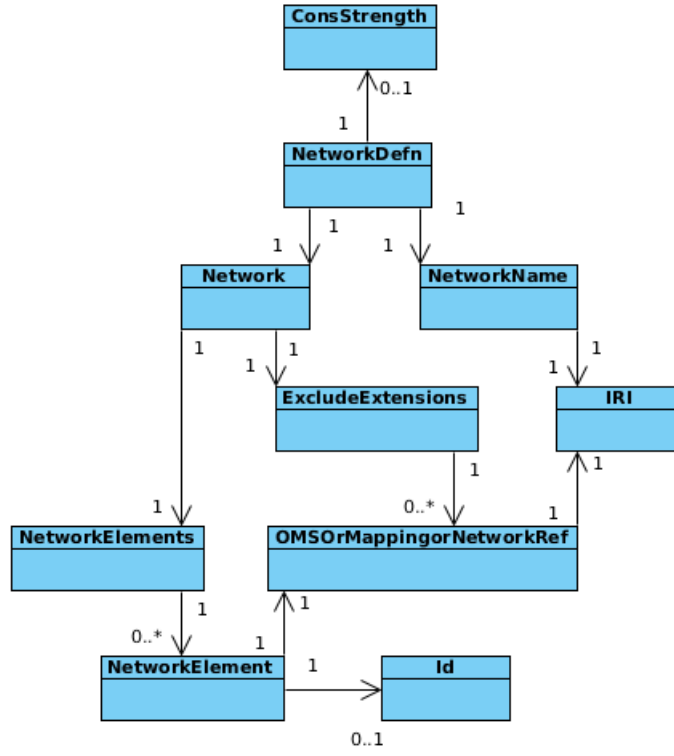 ConsStrength
0..1
1
NetworkDefn
1
1
1
1
Network
NetworkName
1
1
1
1
1
ExcludeExtensions
IRI
1
1
1
0..*
1
NetworkElements
OMSOrMappingorNetworkRef
1
1
0..*
1
NetworkElement
1
Id
0..1